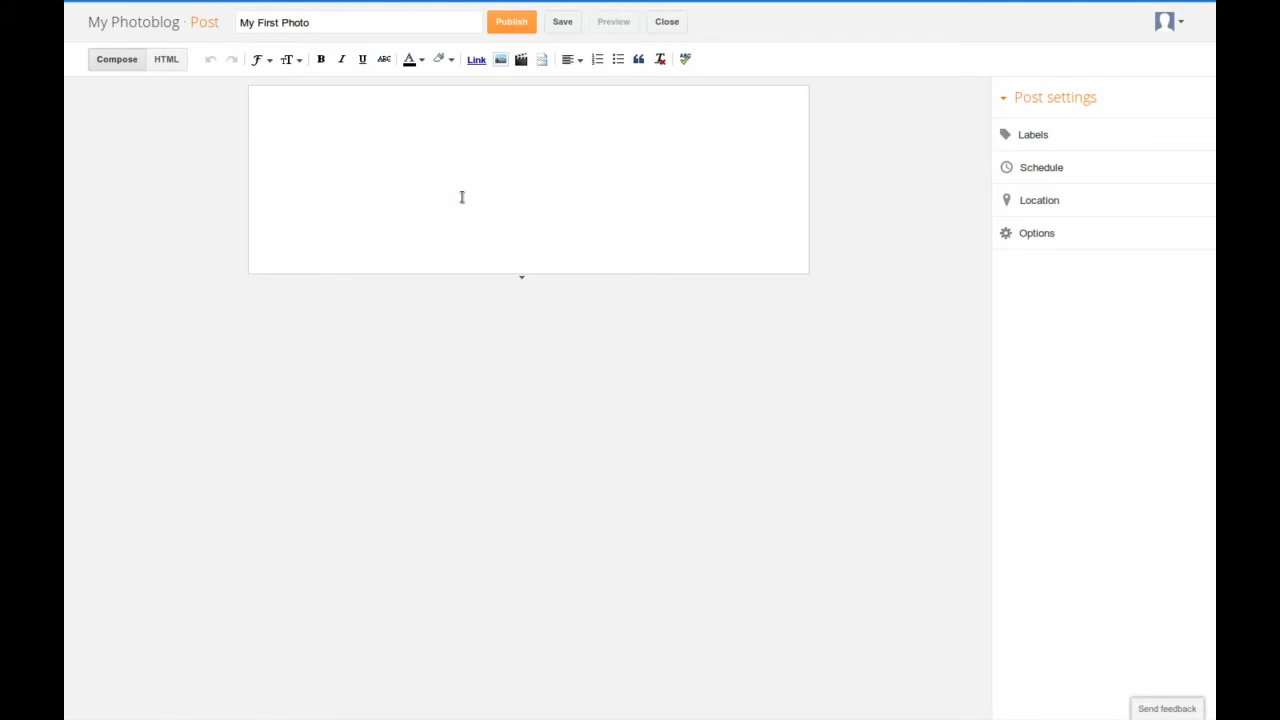 My Photoblog · Post My First Photo Publish Save Preview Close
Compose HTML B I U ABC A Link
Post settings
Labels
Schedule
Location
Options
Send feedback